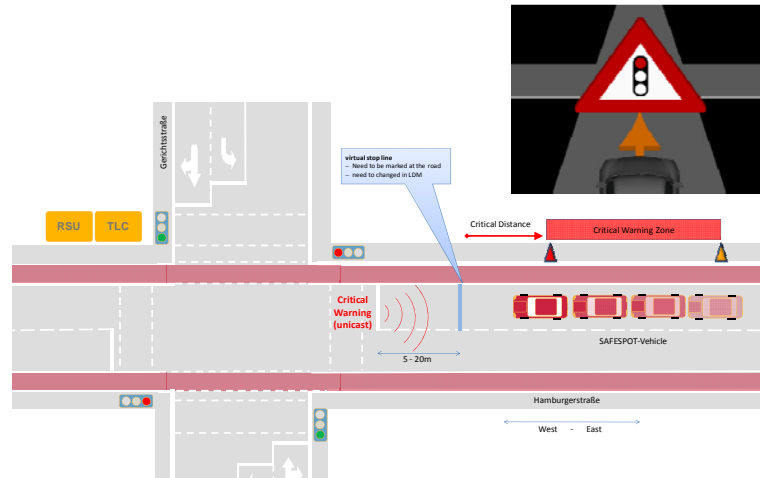 Gerichtsstraße
virtual stop line
– Need to be marked at the road
– need to changed in LDM
RSU
TLC
Critical Distance
Critical Warning Zone
Critical
Warning
(unicast)
SAFESPOT-Vehicle
5 - 20m
Hamburgerstraße
West - East